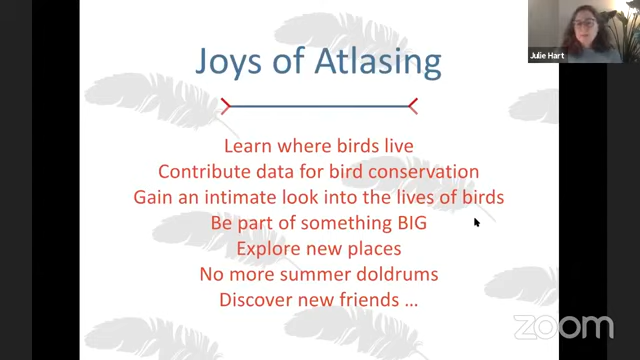 Julie Hart
Joys of Atlasing
Learn where birds live
Contribute data for bird conservation
Gain an intimate look into the lives of birds
Be part of something BIG
Explore new places
No more summer doldrums
Discover new friends ...
zoom